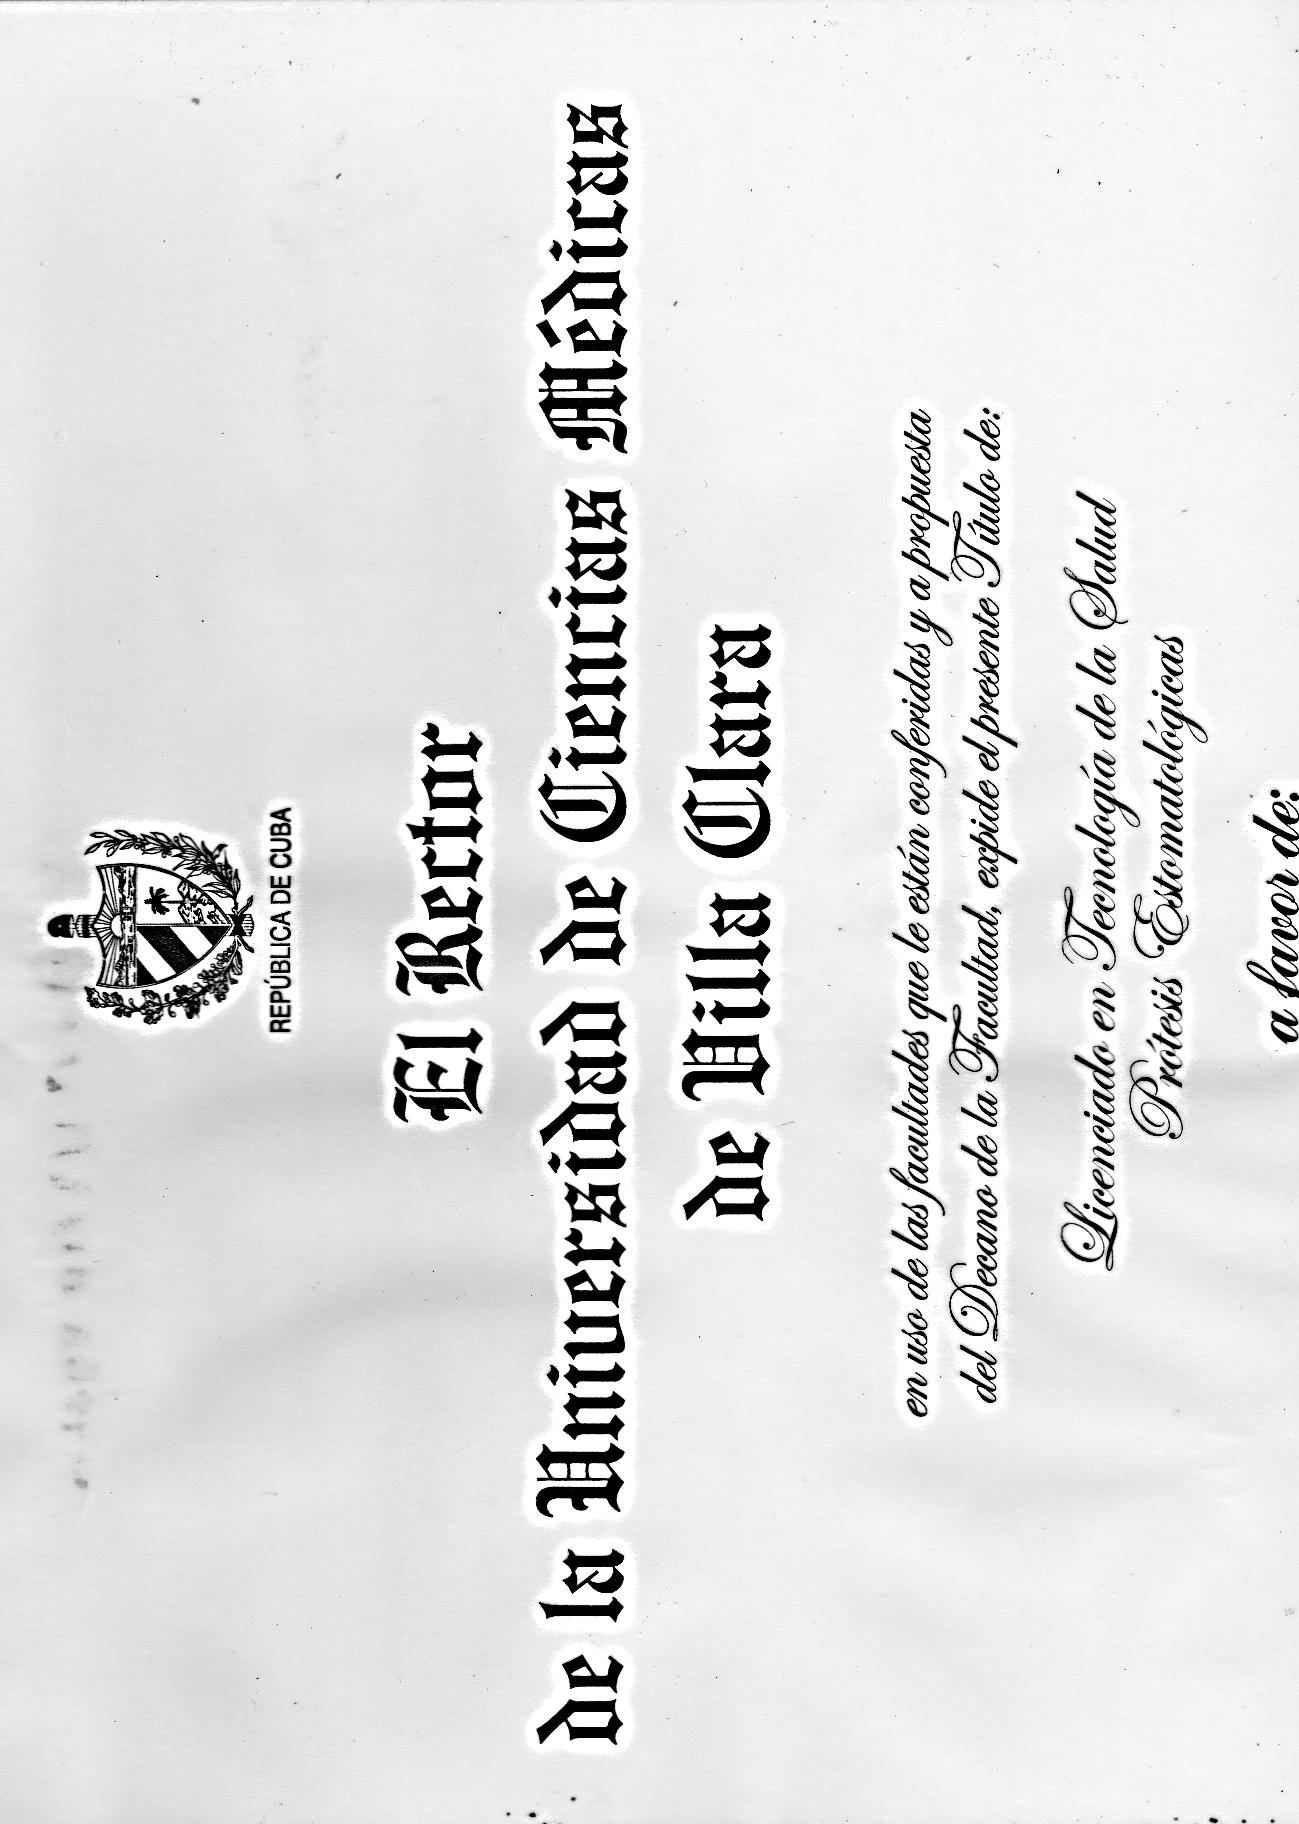 REPÚBLICA DE CUBA
El Rector
de la Universidad de Ciencias Médicas
de Villa Clara
en uso de las facultades que le están conferidas y a propuesta
del Decano de la Facultad, expide el presente Título de:
Licenciado en Tecnología de la Salud
Prótesis Estomatológicas
a favor de: